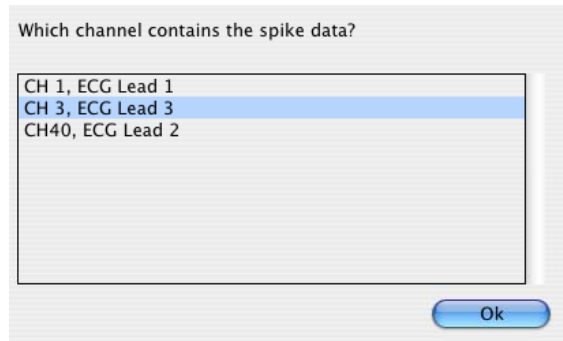 Which channel contains the spike data?
CH 1, ECG Lead 1
CH 3, ECG Lead 3
CH40, ECG Lead 2
Ok